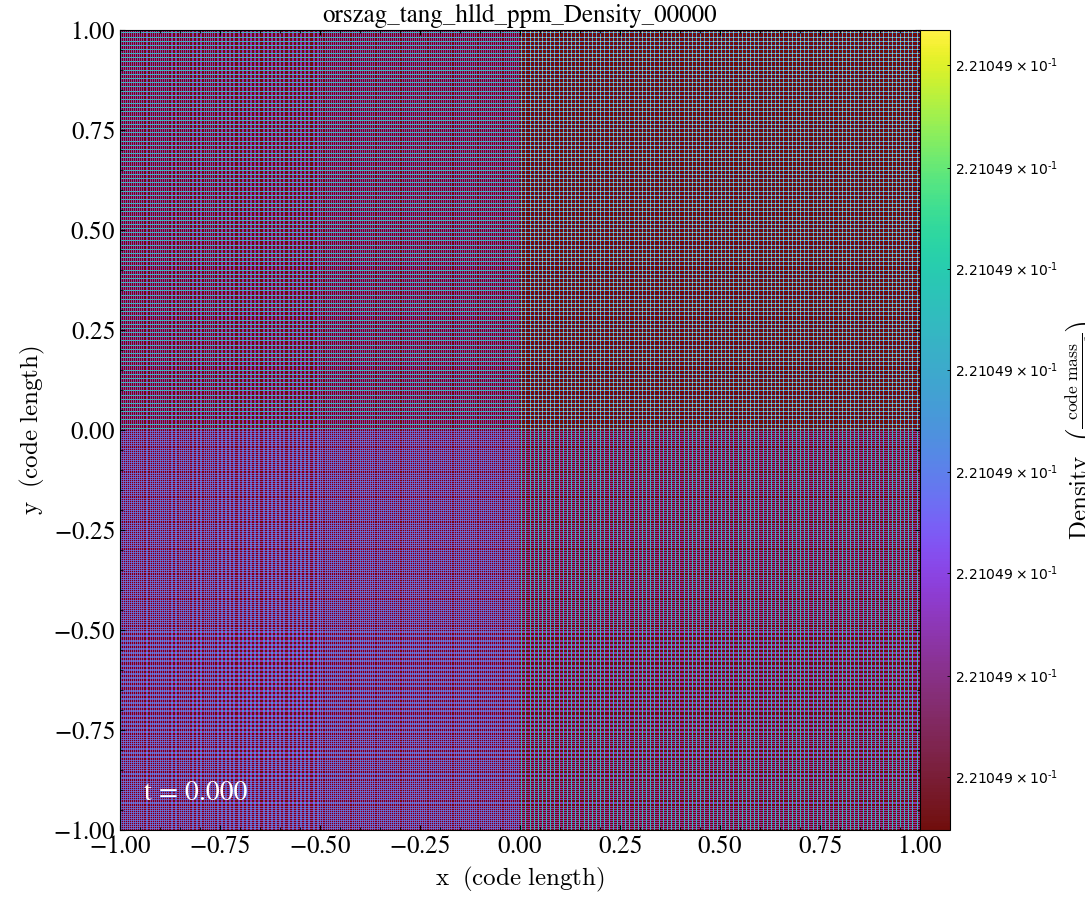 orszag_tang_hlld_ppm_Density_00000
1.00
0.75
0.50
0.25
0.00
−0.25
−0.50
−0.75
−1.00
y (code length)
t = 0.000
−1.00 −0.75 −0.50 −0.25 0.00 0.25 0.50 0.75 1.00
x (code length)
2.21049 × 10⁻¹
2.21049 × 10⁻¹
2.21049 × 10⁻¹
2.21049 × 10⁻¹
2.21049 × 10⁻¹
2.21049 × 10⁻¹
2.21049 × 10⁻¹
2.21049 × 10⁻¹
Density ( code mass )